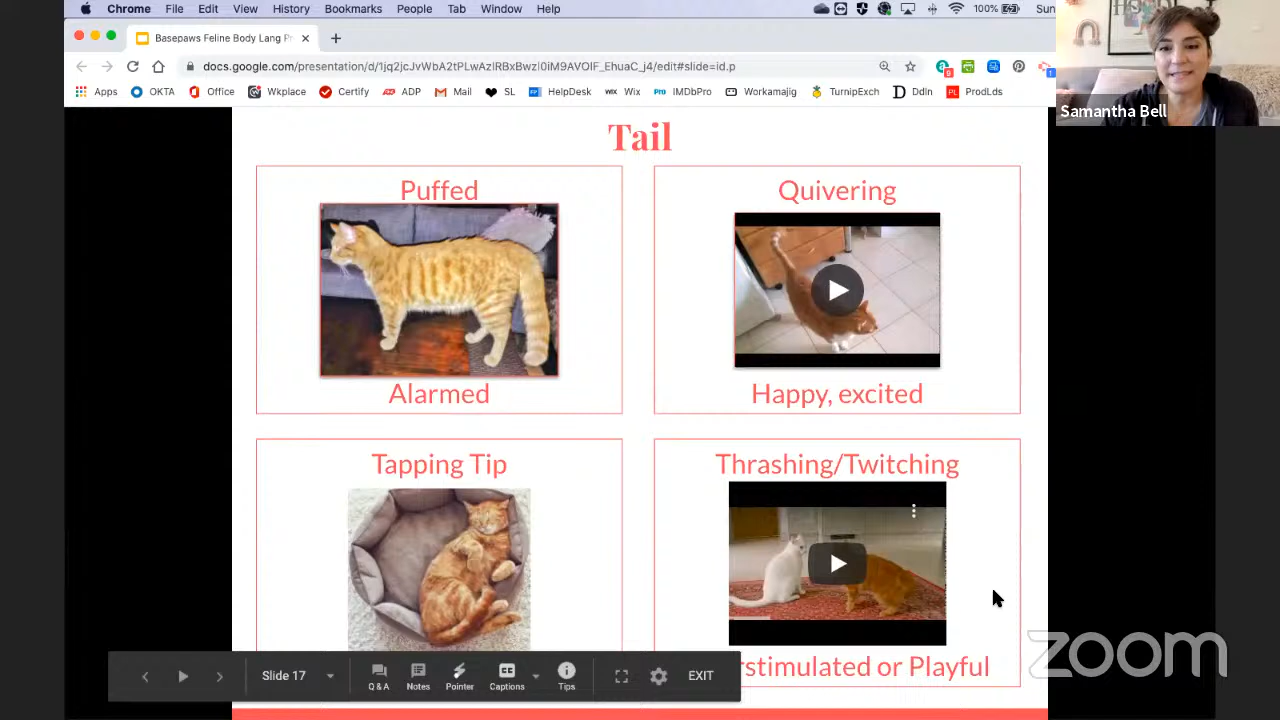 Chrome File Edit View History Bookmarks People Tab Window Help 100% Sun
Basepaws Feline Body Lang Pr
docs.google.com/presentation/d/1jq2jcJvWbA2tPLwAzlRBxBwzl0iM9AVOIF_EhuaC_j4/edit#slide=id.p
Apps OKTA Office Wkplace Certify ADP Mail SL HelpDesk Wix IMDbPro Workamajig TurnipExch Ddln ProdLds
Samantha Bell
Tail
Puffed
Alarmed
Quivering
Happy, excited
Tapping Tip
Thrashing/Twitching
rstimulated or Playful
Slide 17
Q & A Notes Pointer Captions Tips EXIT
zoom